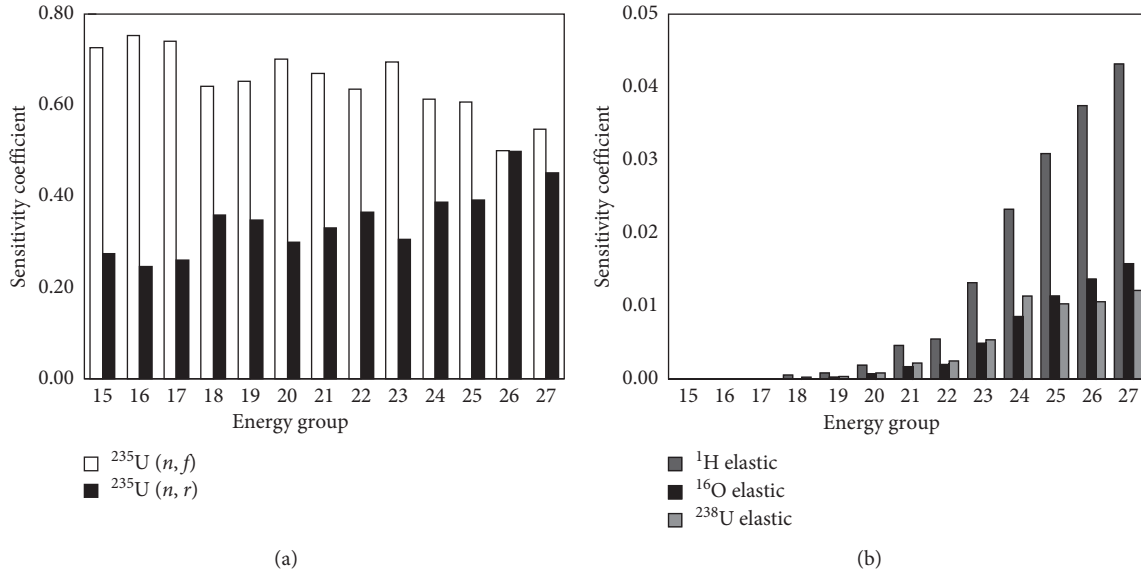 0.80
0.60
0.40
0.20
0.00
Sensitivity coefficient
15 16 17 18 19 20 21 22 23 24 25 26 27
Energy group
²³⁵U (n, f)
²³⁵U (n, r)
(a)
0.05
0.04
0.03
0.02
0.01
0.00
Sensitivity coefficient
15 16 17 18 19 20 21 22 23 24 25 26 27
Energy group
¹H elastic
¹⁶O elastic
²³⁸U elastic
(b)